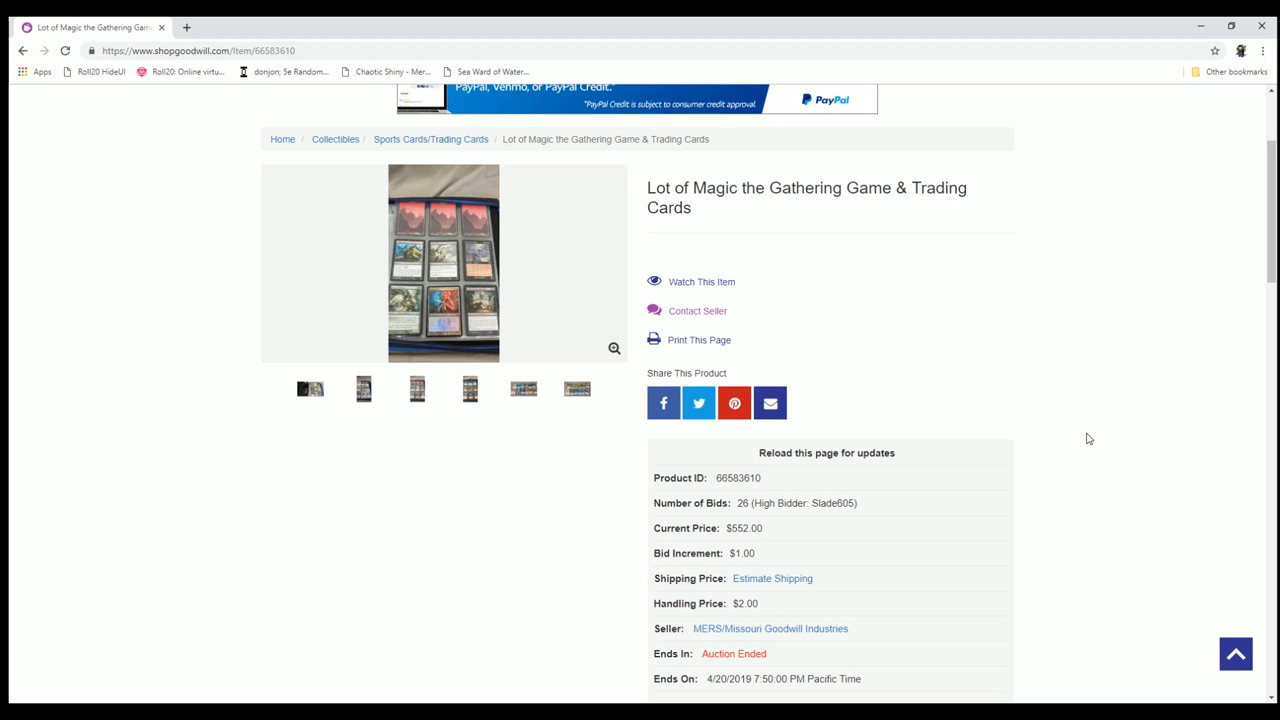 Lot of Magic the Gathering Gam
https://www.shopgoodwill.com/Item/66583610
Apps Roll20 HideUI Roll20: Online virtu... donjon; 5e Random... Chaotic Shiny - Mer... Sea Ward of Water... Other bookmarks
PayPal, Venmo, or PayPal Credit.*
*PayPal Credit is subject to consumer credit approval.
PayPal
Home / Collectibles / Sports Cards/Trading Cards / Lot of Magic the Gathering Game & Trading Cards
Lot of Magic the Gathering Game & Trading
Cards
Watch This Item
Contact Seller
Print This Page
Share This Product
Reload this page for updates
Product ID: 66583610
Number of Bids: 26 (High Bidder: Slade605)
Current Price: $552.00
Bid Increment: $1.00
Shipping Price: Estimate Shipping
Handling Price: $2.00
Seller: MERS/Missouri Goodwill Industries
Ends In: Auction Ended
Ends On: 4/20/2019 7:50:00 PM Pacific Time